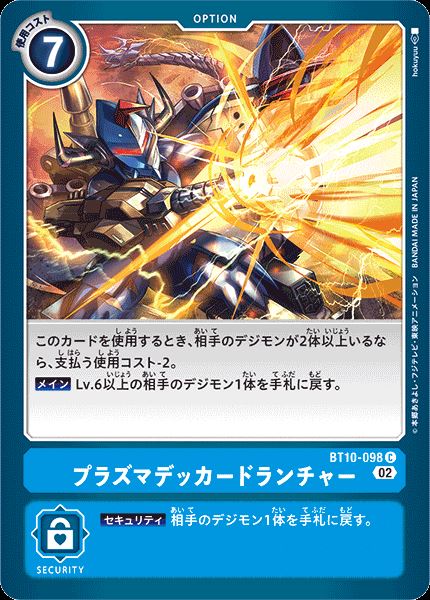 OPTION
使用コスト
7
hokuyuu
©本郷あきよし・フジテレビ・東映アニメーション BANDAI MADE IN JAPAN
このカードを使用するとき、相手のデジモンが2体以上いるな
ら、支払う使用コスト-2。
メイン Lv.6以上の相手のデジモン1体を手札に戻す。
BT10-098 C
プラズマデッカードランチャー
02
セキュリティ 相手のデジモン1体を手札に戻す。
SECURITY